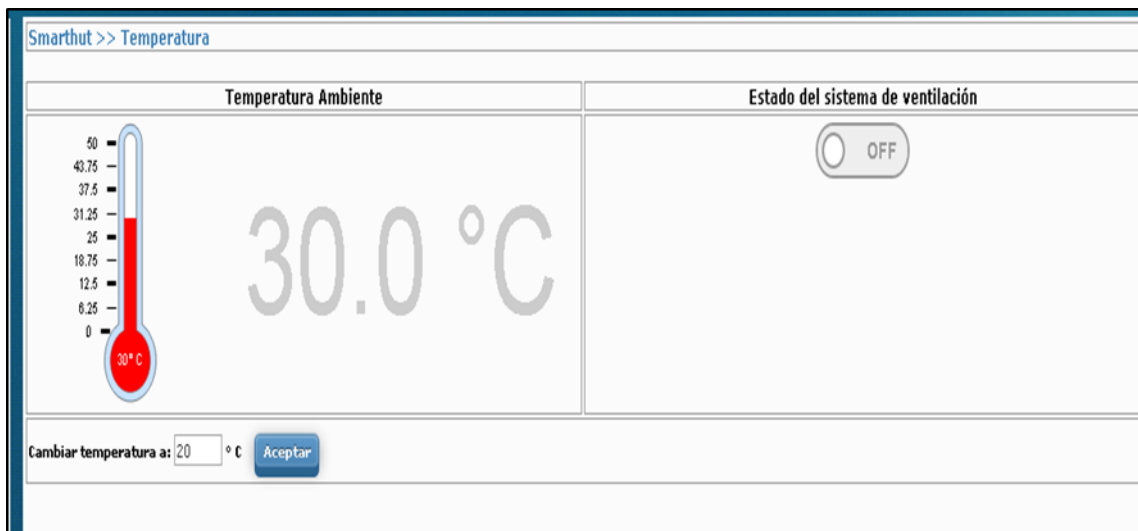 Smarthut >> Temperatura
Temperatura Ambiente
Estado del sistema de ventilación
50
43.75
37.5
31.25
25
18.75
12.5
6.25
0
30° C
30.0 °C
OFF
Cambiar temperatura a: 20 ° C Aceptar